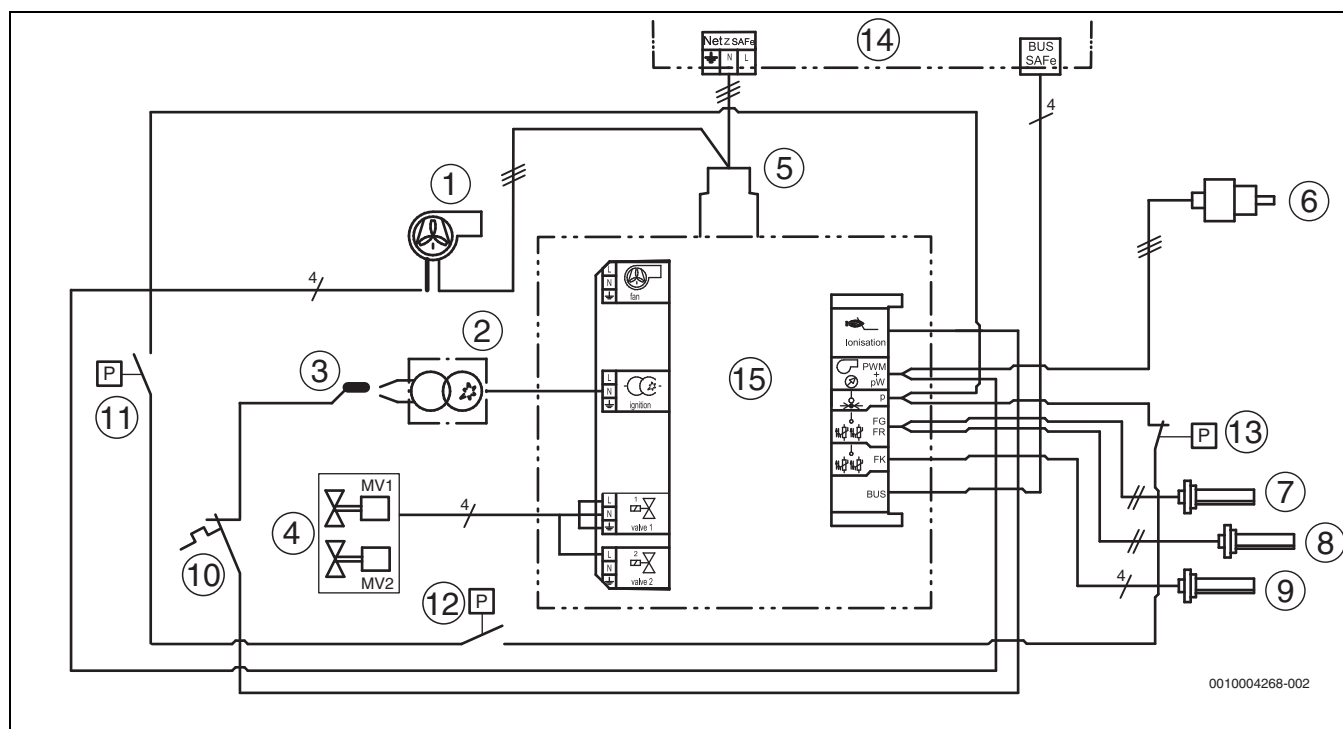 Netz SAFe
N L
14
BUS
SAFe
4
5
1
6
4
2
L
N
fan
3
15
L
N
ignition
Ionisation
PWM
+
pW
p
FG
FR
FK
BUS
P
11
P
13
7
8
4
9
MV1
MV2
4
4
10
L
N
1
valve 1
L
N
2
valve 2
12
P
0010004268-002